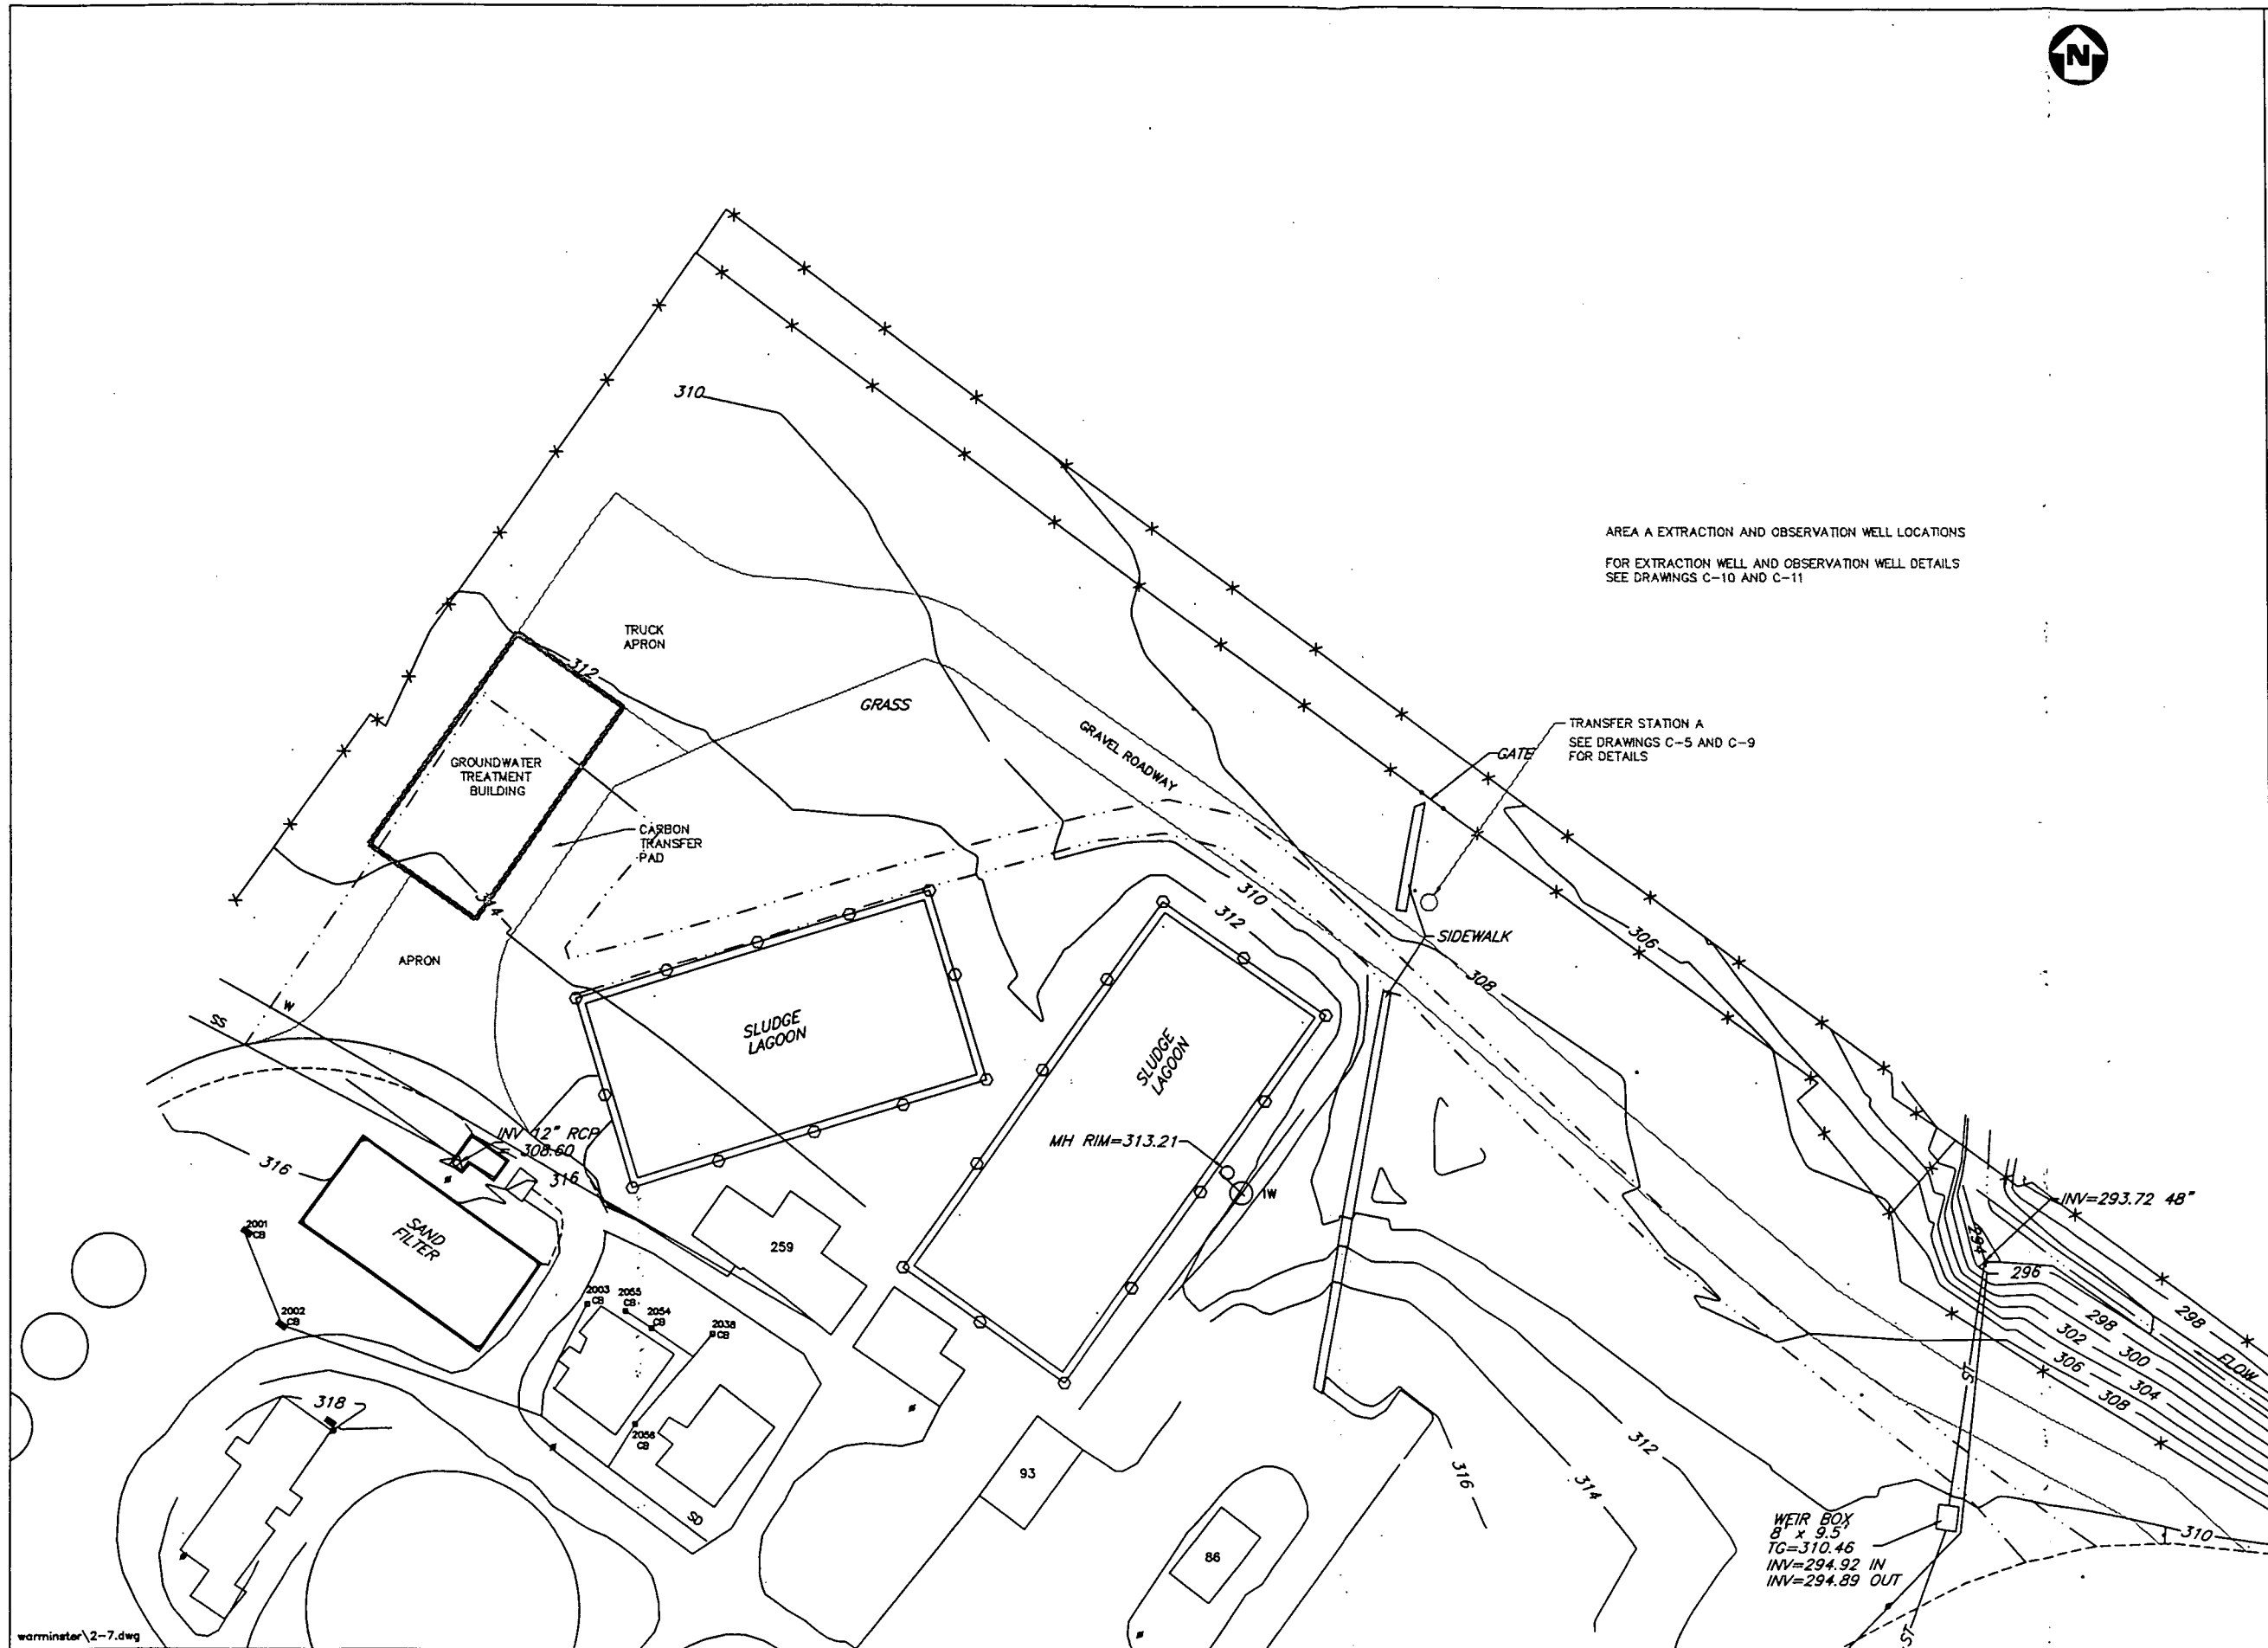 N
310
AREA A EXTRACTION AND OBSERVATION WELL LOCATIONS
FOR EXTRACTION WELL AND OBSERVATION WELL DETAILS
SEE DRAWINGS C-10 AND C-11
TRUCK
APRON
312
GRASS
GRAVEL ROADWAY
TRANSFER STATION A
SEE DRAWINGS C-5 AND C-9
FOR DETAILS
GATE
GROUNDWATER
TREATMENT
BUILDING
CARBON
TRANSFER
PAD
314
310
312
306
SIDEWALK
APRON
308
W
SS
SLUDGE
LAGOON
SLUDGE
LAGOON
INV 12" RCP
308.60
MH RIM=313.21
316
316
IW
INV=293.72 48"
2001
CB
SAND
FILTER
259
294
296
2002
CB
2003
CB
2055
CB
2054
CB
2038
CB
298
298
302
300
FLOW
306
304
308
ST
318
2056
CB
312
316
314
93
SD
86
WEIR BOX
8' x 9.5'
TG=310.46
INV=294.92 IN
INV=294.89 OUT
310
ST
warminster\2-7.dwg